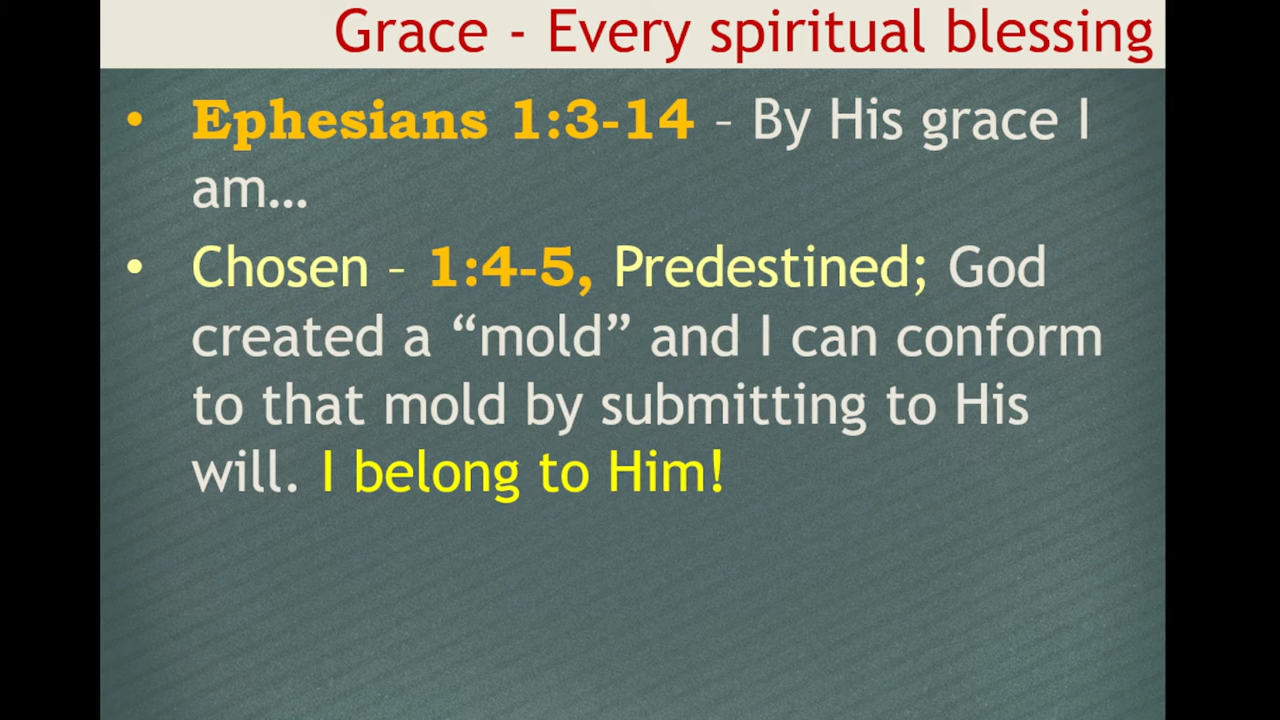 Grace - Every spiritual blessing
• Ephesians 1:3-14 – By His grace I
am…
• Chosen – 1:4-5, Predestined; God
created a “mold” and I can conform
to that mold by submitting to His
will. I belong to Him!